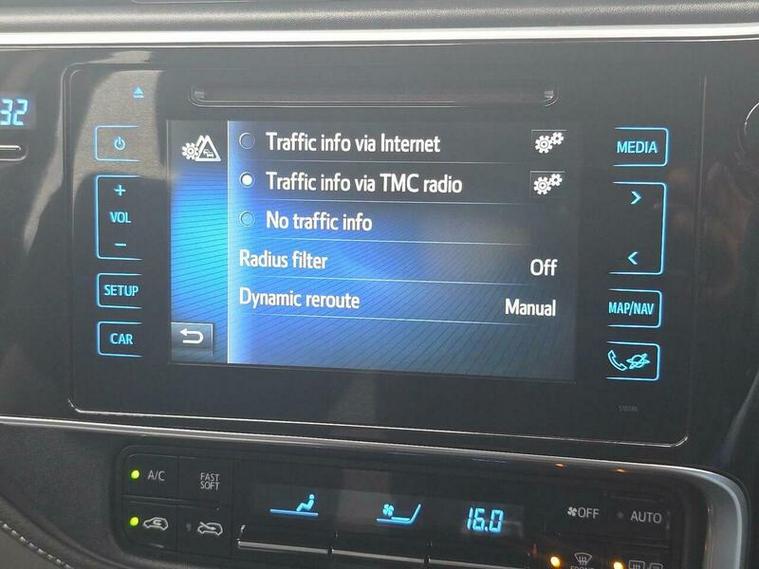 32
Traffic info via Internet
MEDIA
Traffic info via TMC radio
+
VOL
−
No traffic info
Radius filter
Off
SETUP
Dynamic reroute
Manual
MAP/NAV
CAR
A/C
FAST
SOFT
16.0
OFF
AUTO
FRONT